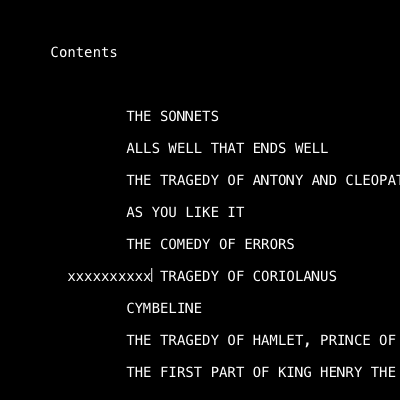 Contents
THE SONNETS
ALLS WELL THAT ENDS WELL
THE TRAGEDY OF ANTONY AND
AS YOU LIKE IT
THE COMEDY OF ERRORS
xxxxxxxxxx TRAGEDY OF CORIOLANUS
CYMBELINE
THE TRAGEDY OF HAMLET, PRINCE OF
THE FIRST PART OF KING HENRY THE